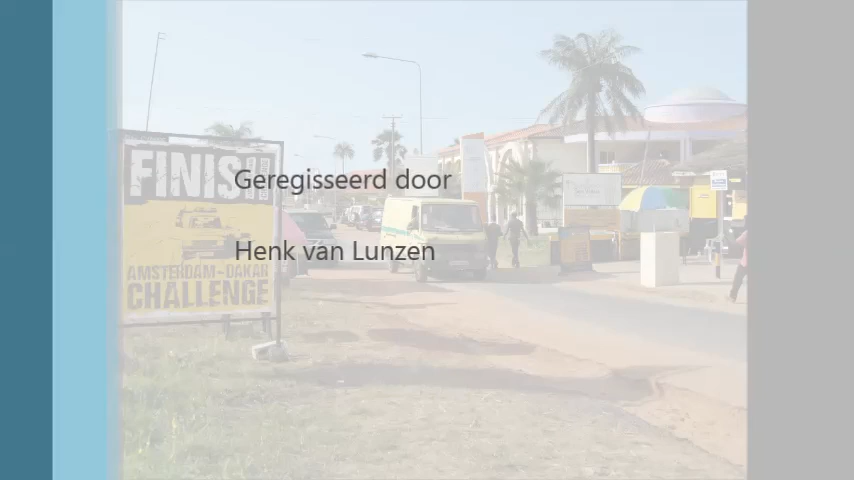 FINISH
AMSTERDAM-DAKAR
CHALLENGE
Geregisseerd door
Henk van Lunzen